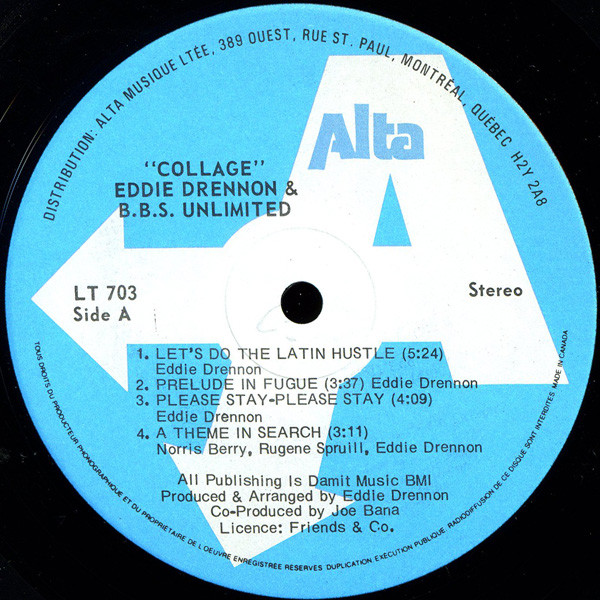 DISTRIBUTION: ALTA MUSIQUE LTÉE, 389 OUEST, RUE ST. PAUL, MONTRÉAL, QUÉBEC H2Y 2A8
Alta
"COLLAGE"
EDDIE DRENNON &
B.B.S. UNLIMITED
LT 703
Side A
Stereo
1. LET'S DO THE LATIN HUSTLE (5:24)
Eddie Drennon
2. PRELUDE IN FUGUE (3:37) Eddie Drennon
3. PLEASE STAY-PLEASE STAY (4:09)
Eddie Drennon
4. A THEME IN SEARCH (3:11)
Norris Berry, Rugene Spruill, Eddie Drennon
All Publishing Is Damit Music BMI
Produced & Arranged by Eddie Drennon
Co-Produced by Joe Bana
Licence: Friends & Co.
TOUS DROITS DU PRODUCTEUR PHONOGRAPHIQUE ET DU PROPRIETAIRE DE L'OEUVRE ENREGISTRÉE RESERVÉS DUPLICATION EXECUTION PUBLIQUE, RADIODIFFUSION DE CE DISQUE SONT INTERDITES MADE IN CANADA